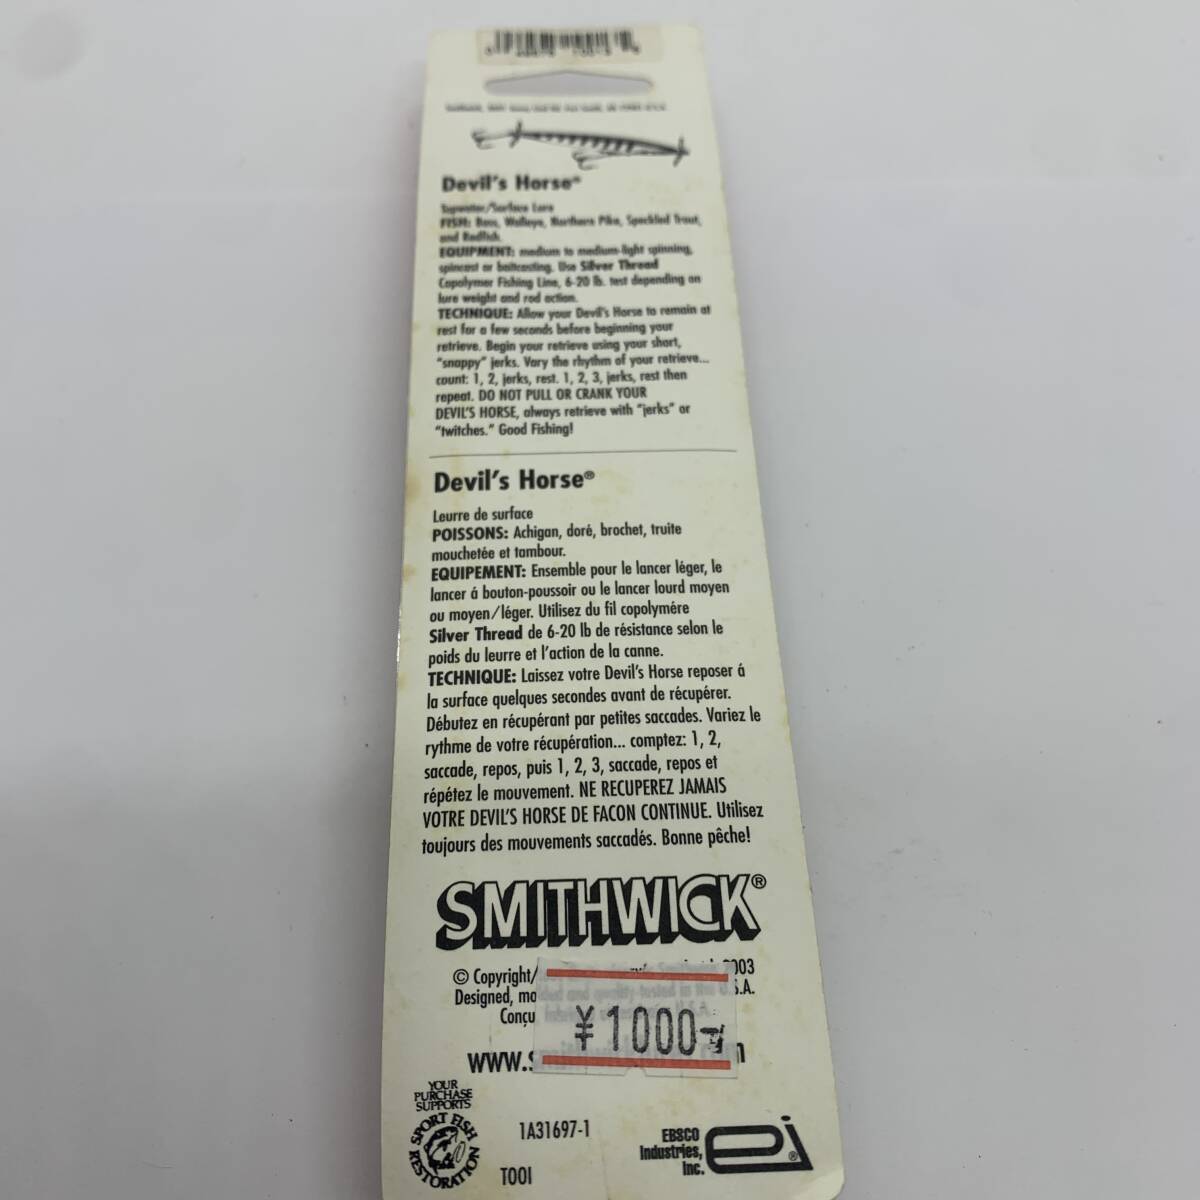 Devil's Horse®
Topwater/Surface Lure
FISH: Bass, Walleye, Northern Pike, Speckled Trout,
and Redfish.
EQUIPMENT: medium to medium-light spinning,
spincast or baitcasting. Use Silver Thread
Copolymer Fishing Line, 6-20 lb. test depending on
lure weight and rod action.
TECHNIQUE: Allow your Devil's Horse to remain at
rest for a few seconds before beginning your
retrieve. Begin your retrieve using your short,
"snappy" jerks. Vary the rhythm of your retrieve...
count: 1, 2, jerks, rest. 1, 2, 3, jerks, rest then
repeat. DO NOT PULL OR CRANK YOUR
DEVIL'S HORSE, always retrieve with "jerks" or
"twitches." Good Fishing!
Devil's Horse®
Leurre de surface
POISSONS: Achigan, doré, brochet, truite
mouchetée et tambour.
EQUIPEMENT: Ensemble pour le lancer léger, le
lancer á bouton-poussoir ou le lancer lourd moyen
ou moyen/léger. Utilisez du fil copolymére
Silver Thread de 6-20 lb de résistance selon le
poids du leurre et l'action de la canne.
TECHNIQUE: Laissez votre Devil's Horse reposer á
la surface quelques secondes avant de récupérer.
Débutez en récupérant par petites saccades. Variez le
rythme de votre récupération... comptez: 1, 2,
saccade, repos, puis 1, 2, 3, saccade, repos et
répétez le mouvement. NE RECUPEREZ JAMAIS
VOTRE DEVIL'S HORSE DE FACON CONTINUE. Utilisez
toujours des mouvements saccadés. Bonne pêche!
SMITHWICK®
© Copyright/ 2003
Designed, S.A.
¥1000
www.s
YOUR
PURCHASE
SUPPORTS
SPORT FISH
RESTORATION
1A31697-1
TOOI
EBSCO
Industries,
Inc.
ei®